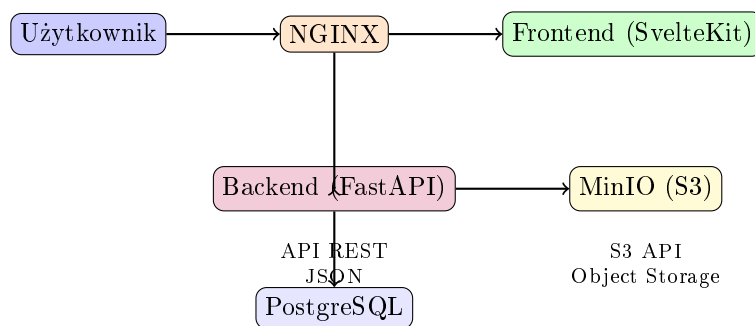 Użytkownik
NGINX
Frontend (SvelteKit)
Backend (FastAPI)
MinIO (S3)
API REST
JSON
S3 API
Object Storage
PostgreSQL